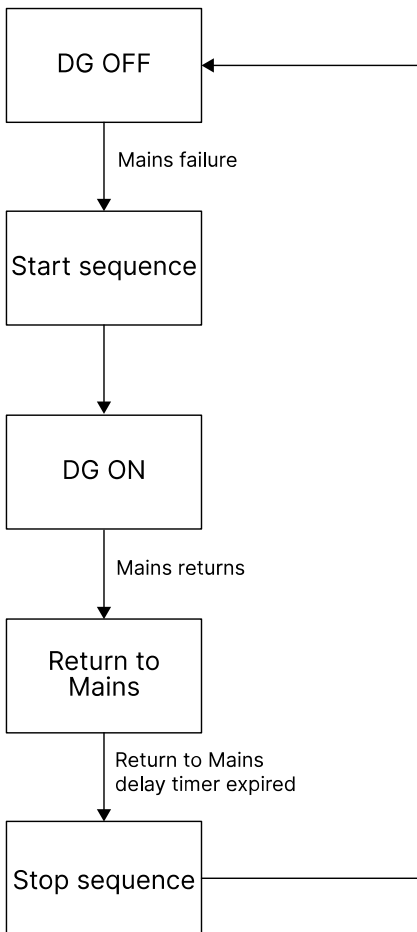 DG OFF
Mains failure
Start sequence
DG ON
Mains returns
Return to
Mains
Return to Mains
delay timer expired
Stop sequence